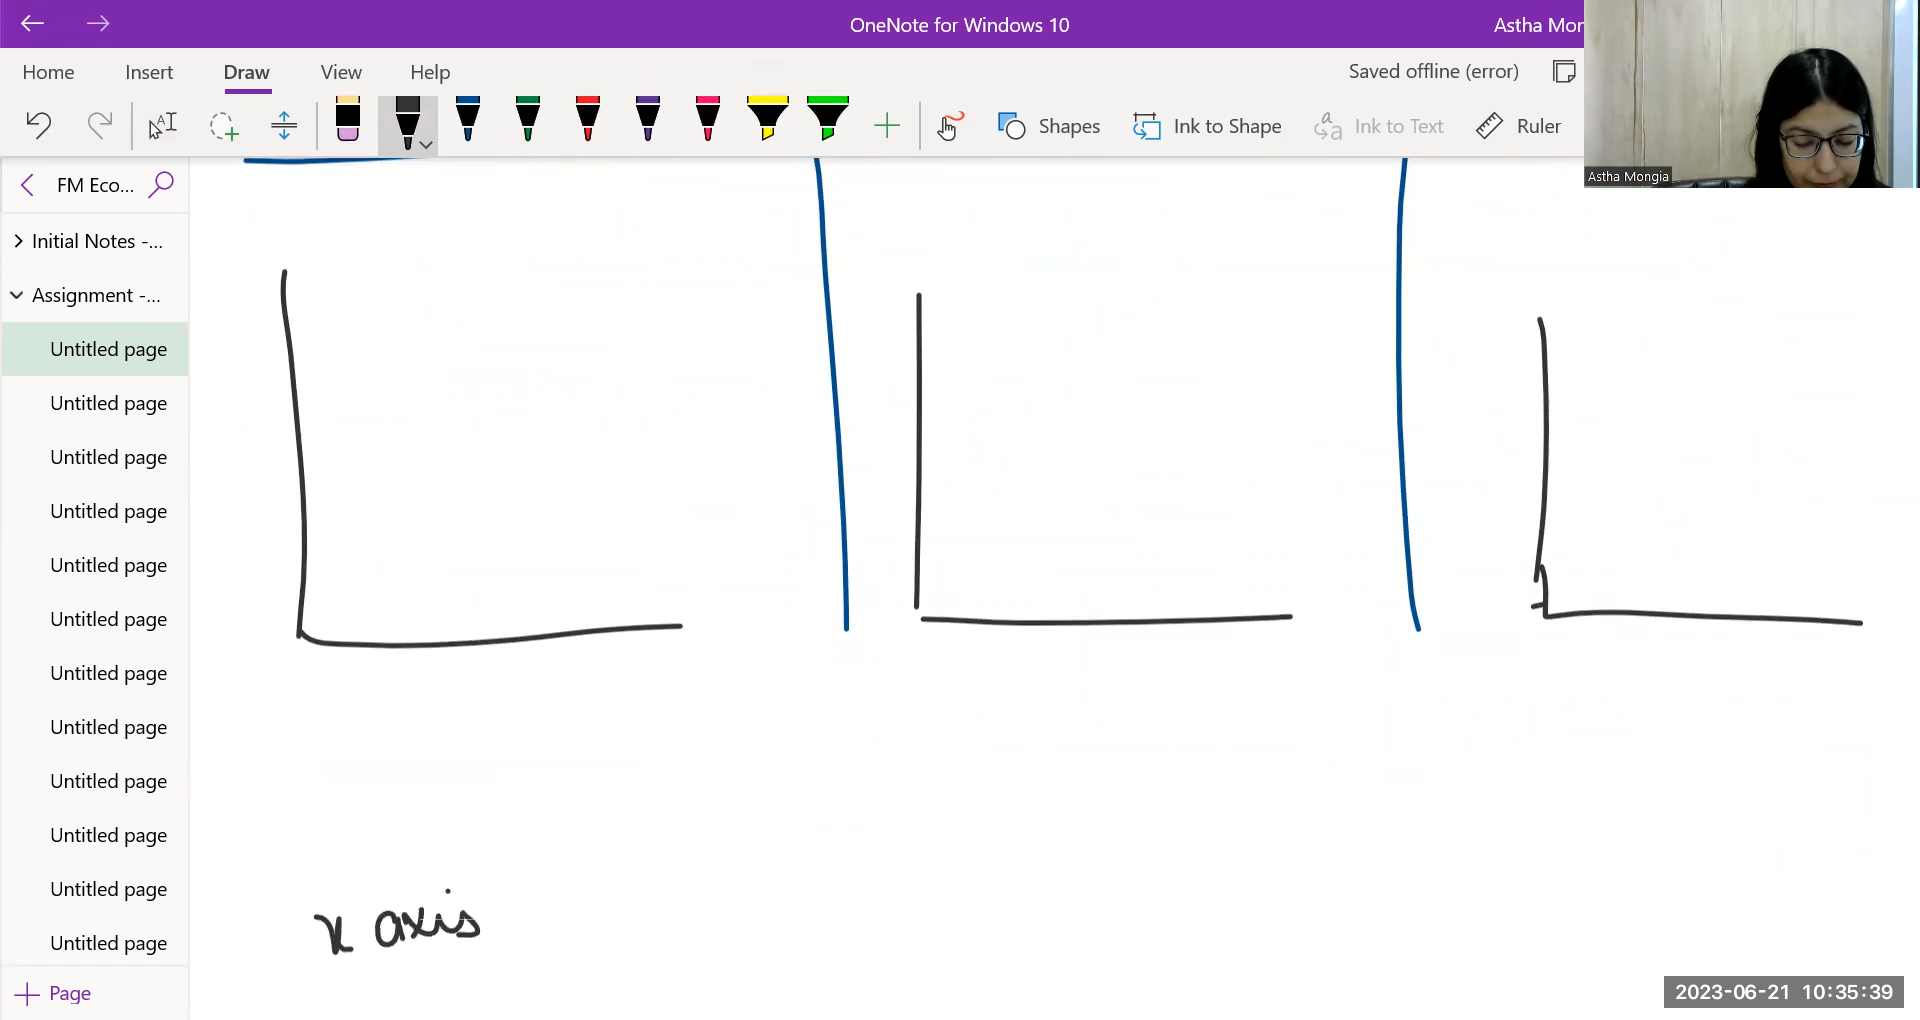 OneNote for Windows 10
Astha Mon
Home Insert Draw View Help
Saved offline (error)
Shapes
Ink to Shape
Ink to Text
Ruler
Astha Mongia
FM Eco...
Initial Notes -...
Assignment -...
Untitled page
Untitled page
Untitled page
Untitled page
Untitled page
Untitled page
Untitled page
Untitled page
Untitled page
Untitled page
Untitled page
Untitled page
x axis
Page
2023-06-21 10:35:39